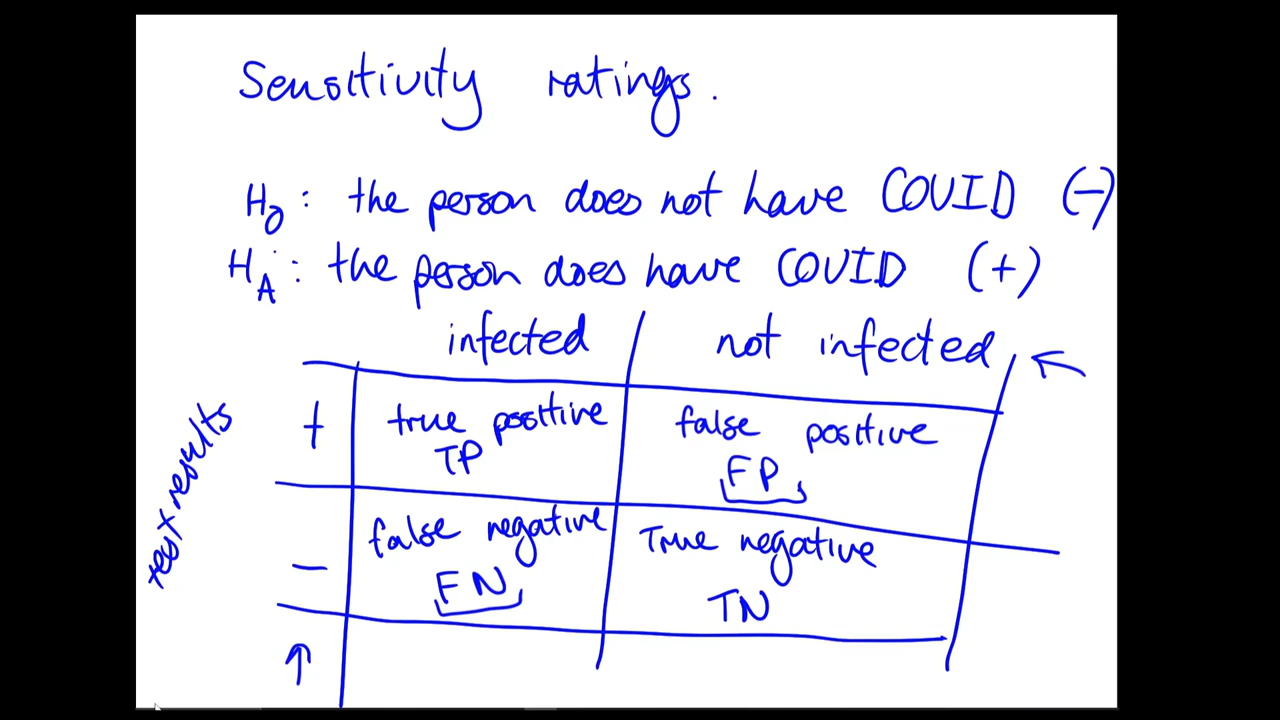 Sensitivity ratings.
H0 : the person does not have COVID (-)
HA : the person does have COVID (+)
infected not infected ←
test results
+ true positive false positive
TP FP
- false negative True negative
FN TN
↑